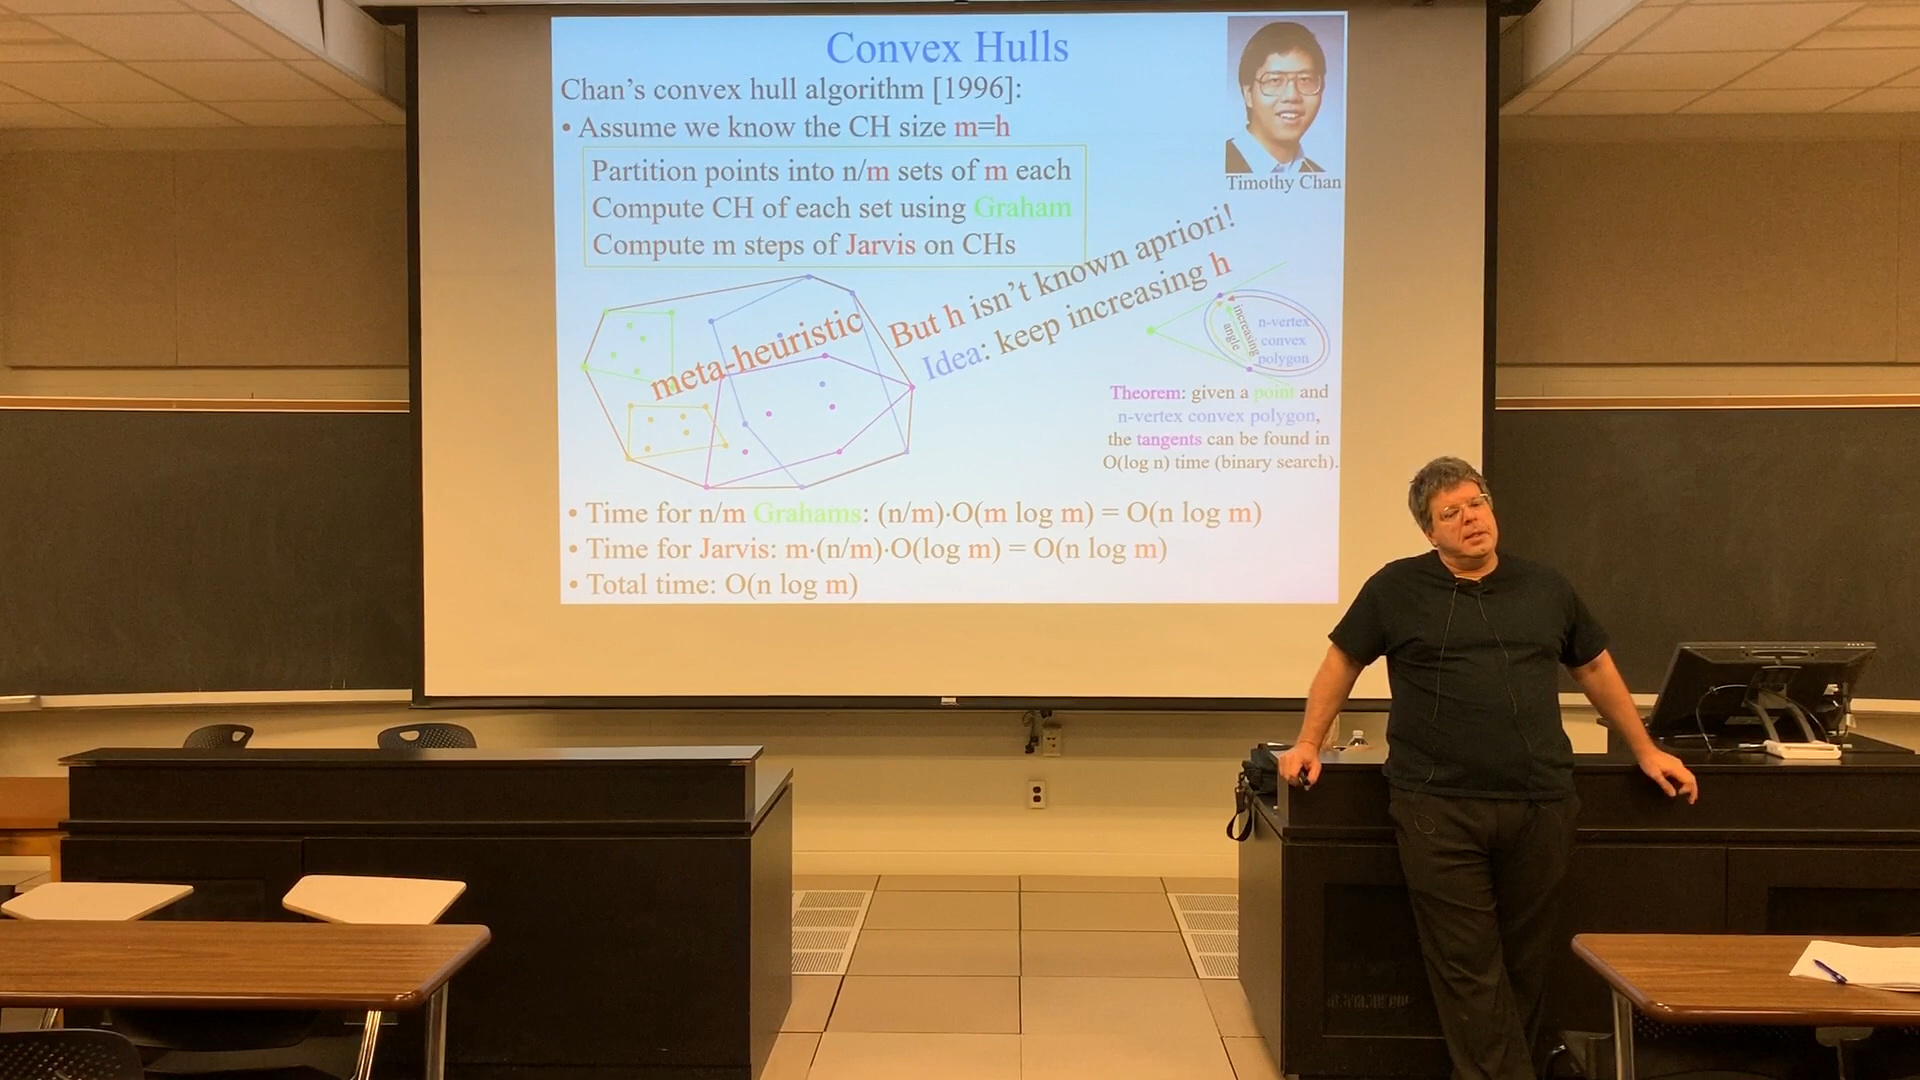 Convex Hulls
Chan's convex hull algorithm [1996]:
• Assume we know the CH size m=h
Partition points into n/m sets of m each
Compute CH of each set using Graham
Compute m steps of Jarvis on CHs
Timothy Chan
meta-heuristic
But h isn't known apriori!
Idea: keep increasing h
increasing
angle
n-vertex
convex
polygon
Theorem: given a point and
n-vertex convex polygon,
the tangents can be found in
O(log n) time (binary search).
• Time for n/m Grahams: (n/m)·O(m log m) = O(n log m)
• Time for Jarvis: m·(n/m)·O(log m) = O(n log m)
• Total time: O(n log m)